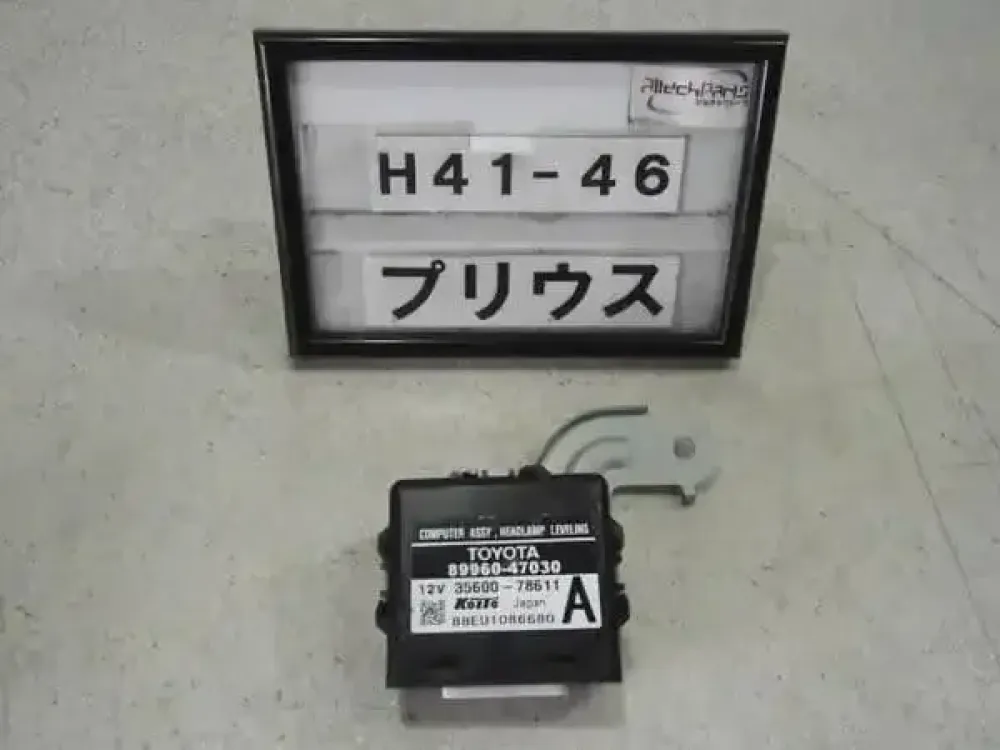 AlltechPARTS
H41-46
プリウス
COMPUTER ASSY, HEADLAMP LEVELING
TOYOTA
89960-47030
12V 35600-78611
KOITO Japan
A
88EU1086680